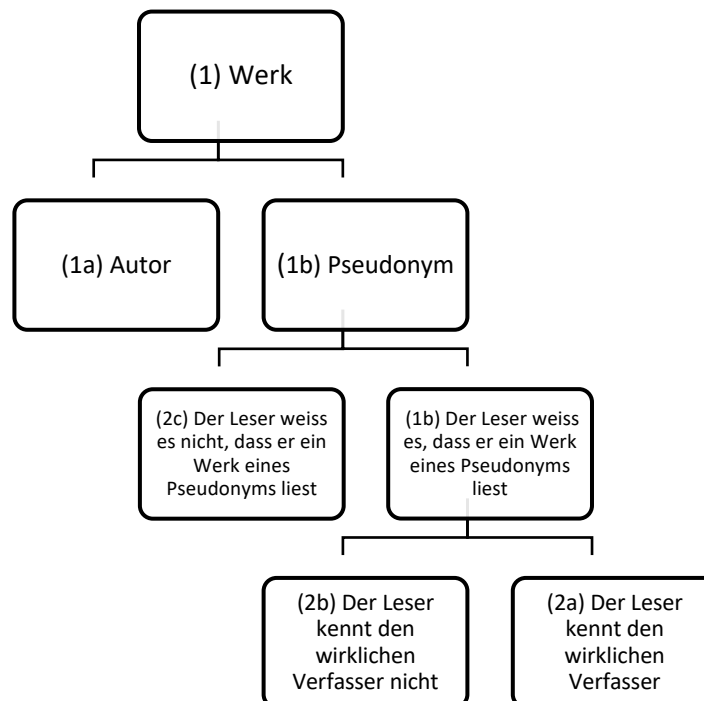 (1) Werk
(1a) Autor
(1b) Pseudonym
(2c) Der Leser weiss
es nicht, dass er ein
Werk eines
Pseudonyms liest
(1b) Der Leser weiss
es, dass er ein Werk
eines Pseudonyms
liest
(2b) Der Leser
kennt den
wirklichen
Verfasser nicht
(2a) Der Leser
kennt den
wirklichen
Verfasser